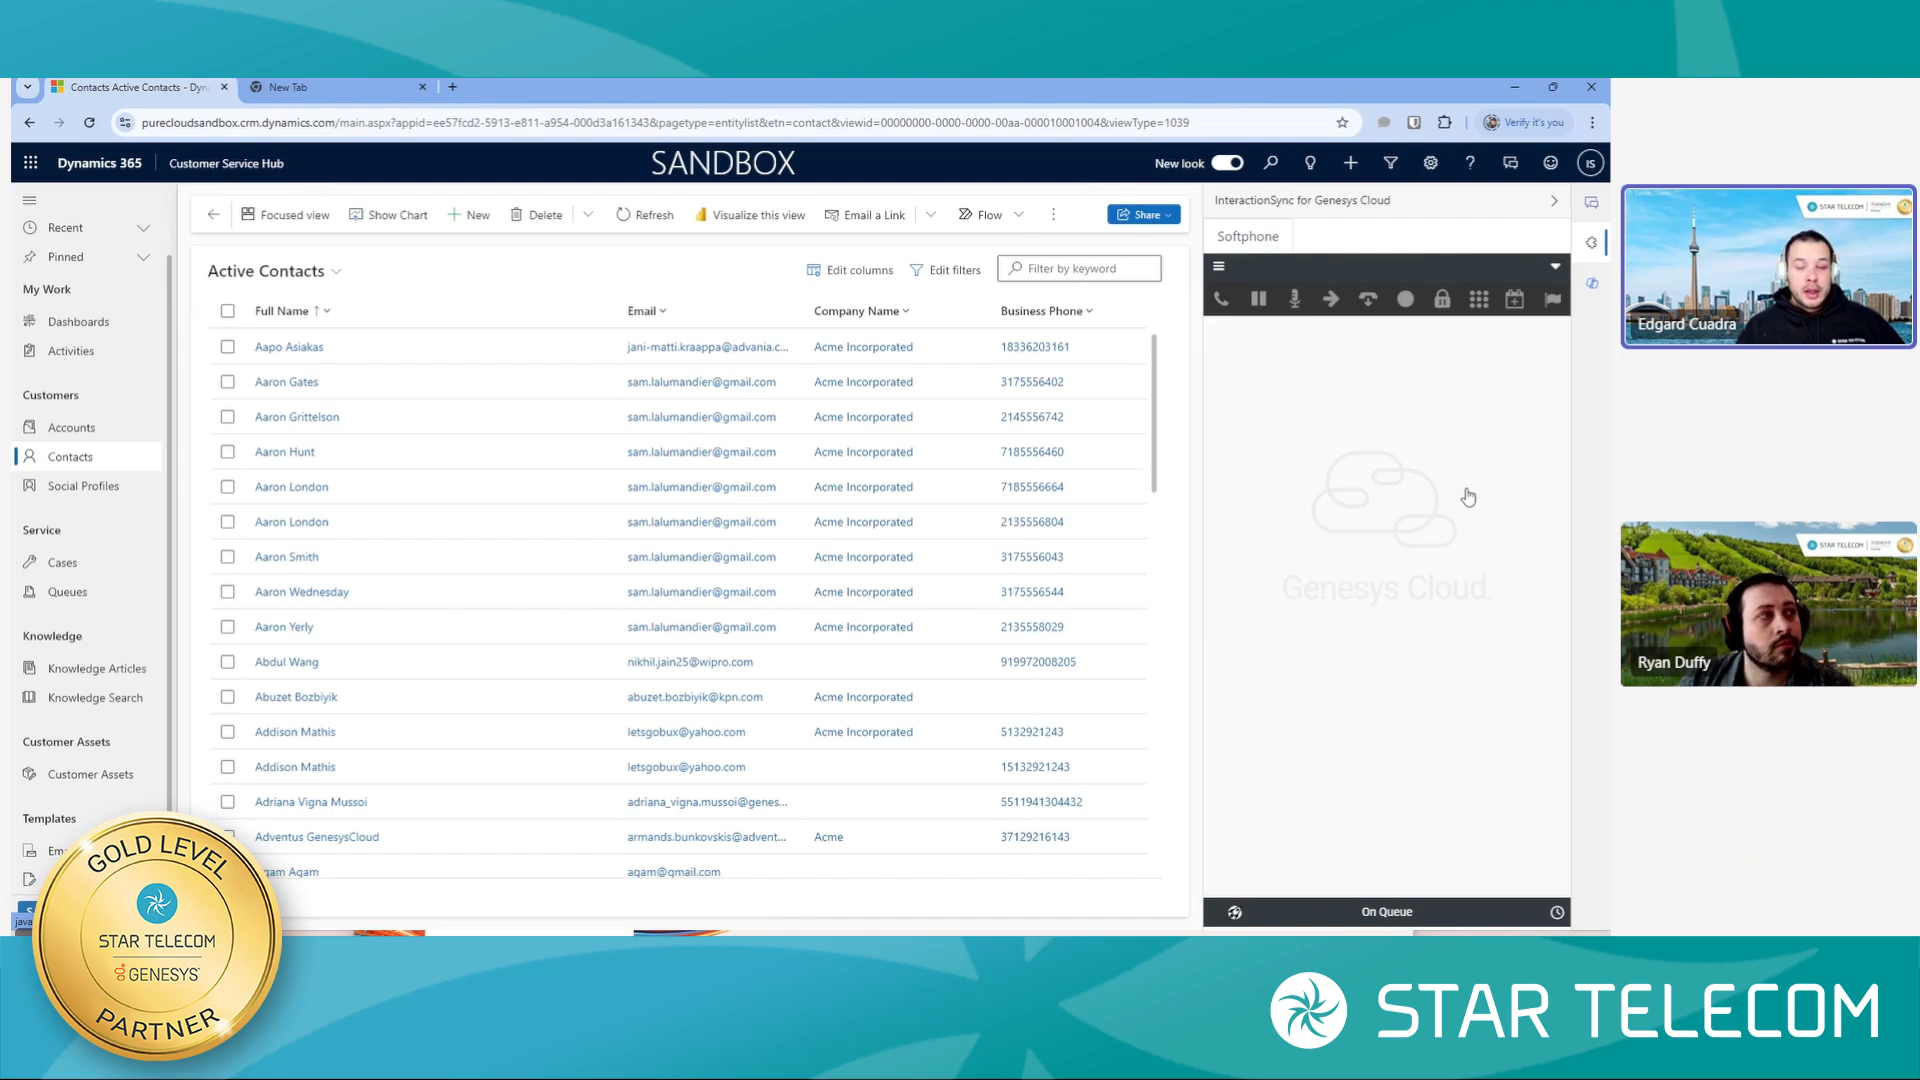 Contacts Active Contacts - Dyn
New Tab
purecloudsandbox.crm.dynamics.com/main.aspx?appid=ee57fcd2-5913-e811-a954-000d3a161343&pagetype=entitylist&etn=contact&viewid=00000000-0000-0000-00aa-000010001004&viewType=1039
Verify it's you
Dynamics 365
Customer Service Hub
SANDBOX
New look
IS
Focused view
Show Chart
New
Delete
Refresh
Visualize this view
Email a Link
Flow
Share
InteractionSync for Genesys Cloud
Softphone
Recent
Pinned
My Work
Dashboards
Activities
Customers
Accounts
Contacts
Social Profiles
Service
Cases
Queues
Knowledge
Knowledge Articles
Knowledge Search
Customer Assets
Customer Assets
Templates
Active Contacts
Edit columns
Edit filters
Filter by keyword
Full Name Email Company Name Business Phone
Aapo Asiakas jani-matti.kraappa@advania.c... Acme Incorporated 18336203161
Aaron Gates sam.lalumandier@gmail.com Acme Incorporated 3175556402
Aaron Grittelson sam.lalumandier@gmail.com Acme Incorporated 2145556742
Aaron Hunt sam.lalumandier@gmail.com Acme Incorporated 7185556460
Aaron London sam.lalumandier@gmail.com Acme Incorporated 7185556664
Aaron London sam.lalumandier@gmail.com Acme Incorporated 2135556804
Aaron Smith sam.lalumandier@gmail.com Acme Incorporated 3175556043
Aaron Wednesday sam.lalumandier@gmail.com Acme Incorporated 3175556544
Aaron Yerly sam.lalumandier@gmail.com Acme Incorporated 2135558029
Abdul Wang nikhil.jain25@wipro.com 919972008205
Abuzet Bozbiyik abuzet.bozbiyik@kpn.com Acme Incorporated
Addison Mathis letsgobux@yahoo.com Acme Incorporated 5132921243
Addison Mathis letsgobux@yahoo.com 15132921243
Adriana Vigna Mussoi adriana_vigna.mussoi@genes... 5511941304432
Adventus GenesysCloud armands.bunkovskis@advent... Acme 37129216143
Agam agam@gmail.com
Genesys Cloud
On Queue
STAR TELECOM
Edgard Cuadra
STAR TELECOM
Ryan Duffy
java
GOLD LEVEL
STAR TELECOM
GENESYS
PARTNER
STAR TELECOM